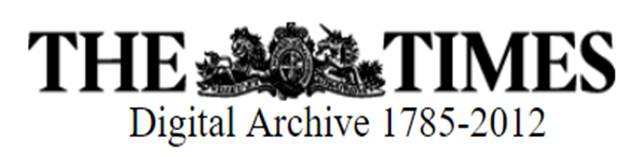 THE TIMES
Digital Archive 1785-2012